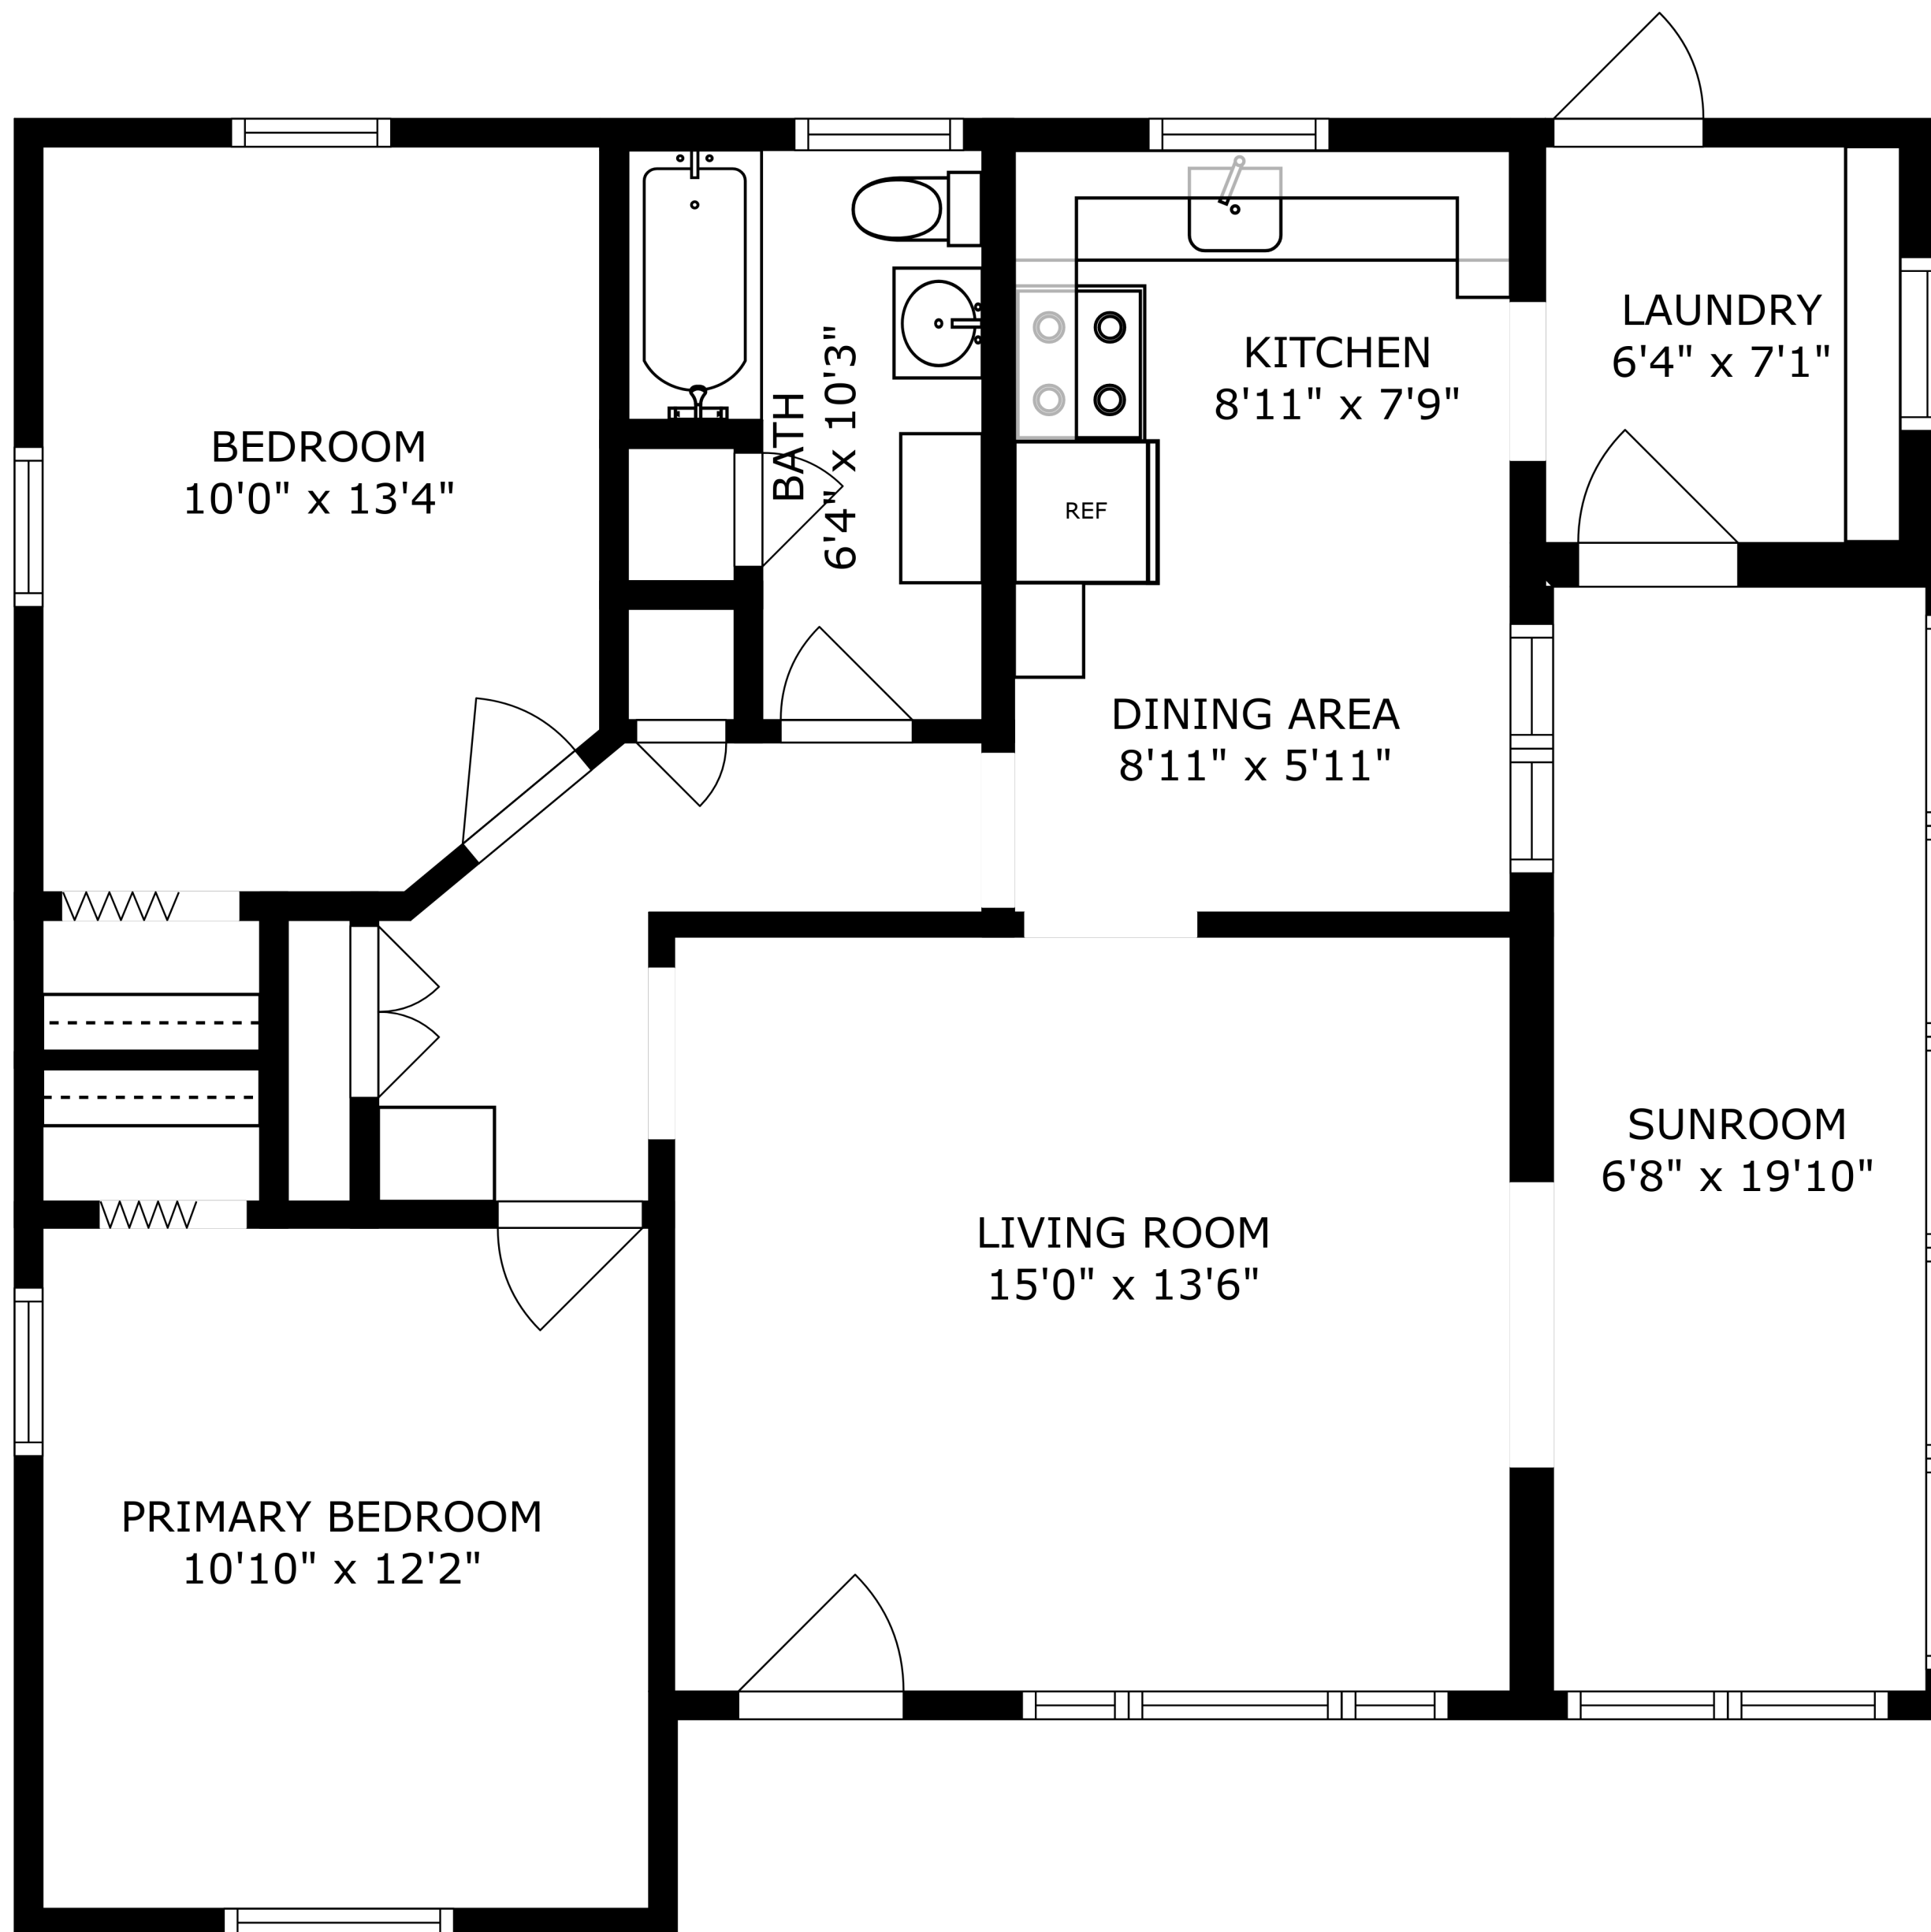 LAUNDRY
6'4" x 7'1"
KITCHEN
8'11" x 7'9"
BATH
6'4" x 10'3"
BEDROOM
10'0" x 13'4"
REF
DINING AREA
8'11" x 5'11"
SUNROOM
6'8" x 19'10"
LIVING ROOM
15'0" x 13'6"
PRIMARY BEDROOM
10'10" x 12'2"